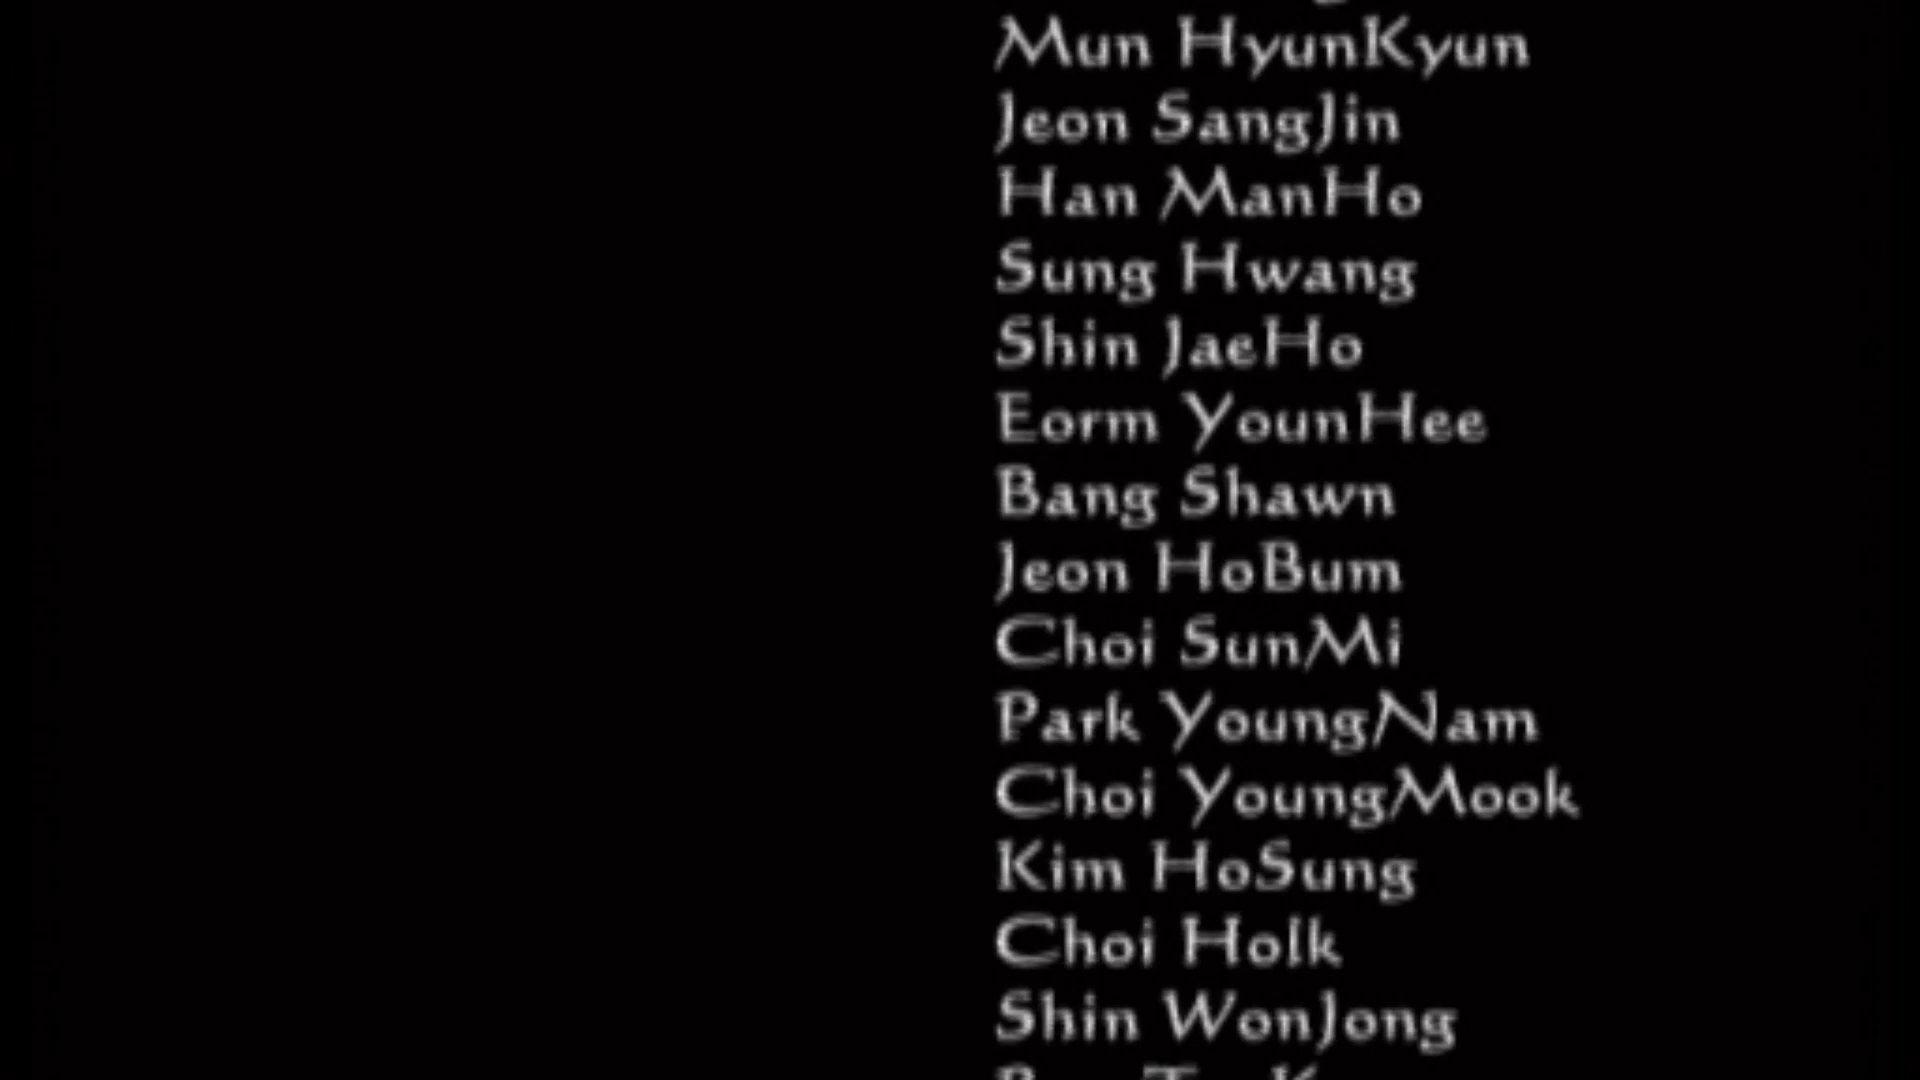 Mun HyunKyun
Jeon SangJin
Han ManHo
Sung Hwang
Shin JaeHo
Eorm YounHee
Bang Shawn
Jeon HoBum
Choi SunMi
Park YoungNam
Choi YoungMook
Kim HoSung
Choi HoIk
Shin WonJong